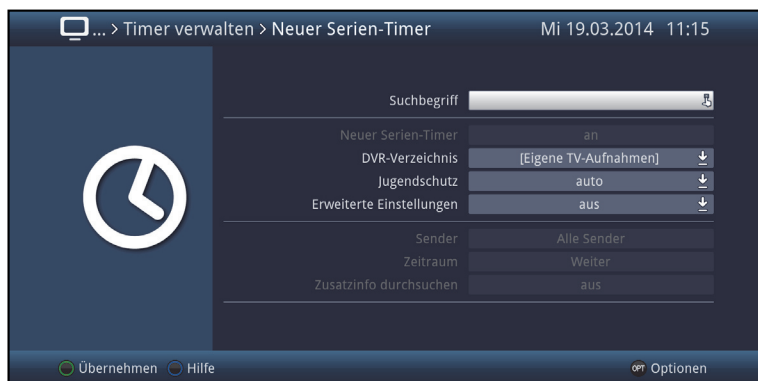 ... > Timer verwalten > Neuer Serien-Timer Mi 19.03.2014 11:15
Suchbegriff
Neuer Serien-Timer an
DVR-Verzeichnis [Eigene TV-Aufnahmen]
Jugendschutz auto
Erweiterte Einstellungen aus
Sender Alle Sender
Zeitraum Weiter
Zusatzinfo durchsuchen aus
Übernehmen Hilfe OPT Optionen